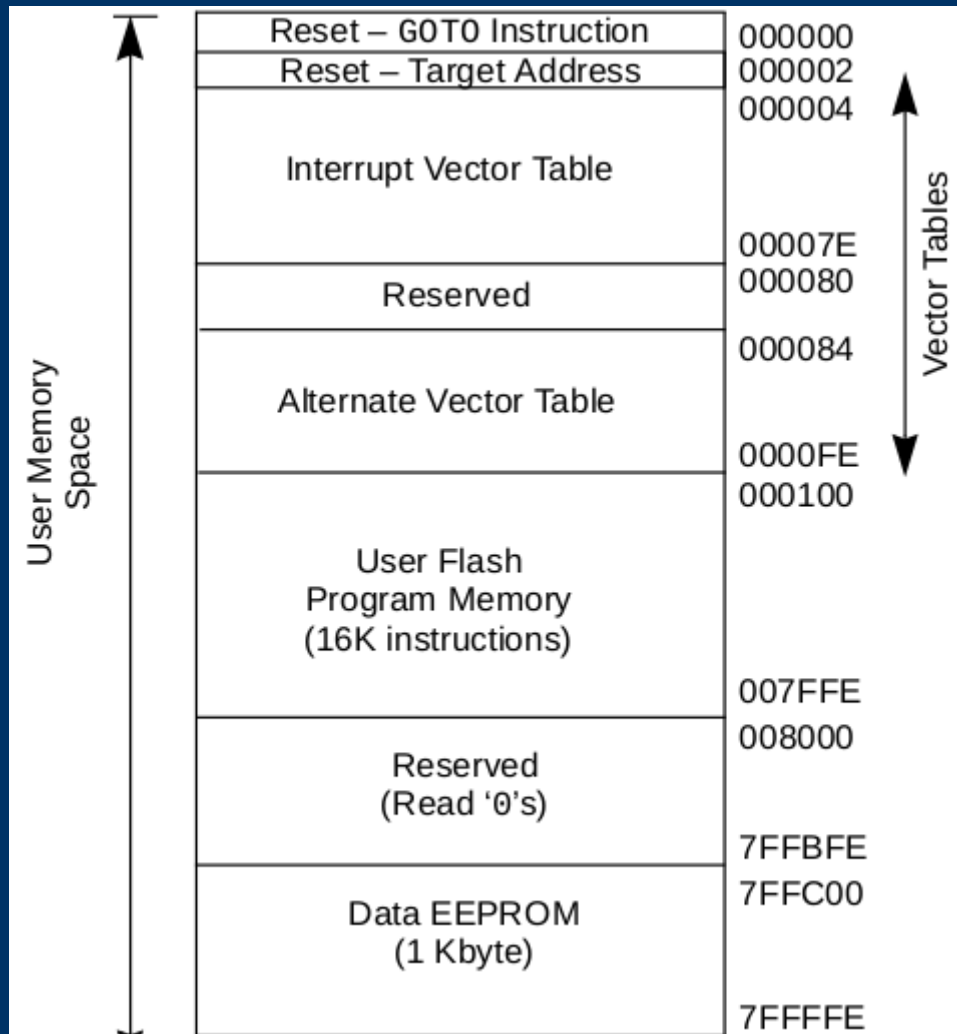 Reset – GOTO Instruction
000000
Reset – Target Address
000002
000004
Interrupt Vector Table
00007E
000080
Reserved
000084
Alternate Vector Table
0000FE
000100
User Flash
Program Memory
(16K instructions)
007FFE
008000
Reserved
(Read ‘0’s)
7FFBFE
7FFC00
Data EEPROM
(1 Kbyte)
7FFFFE
User Memory
Space
Vector Tables